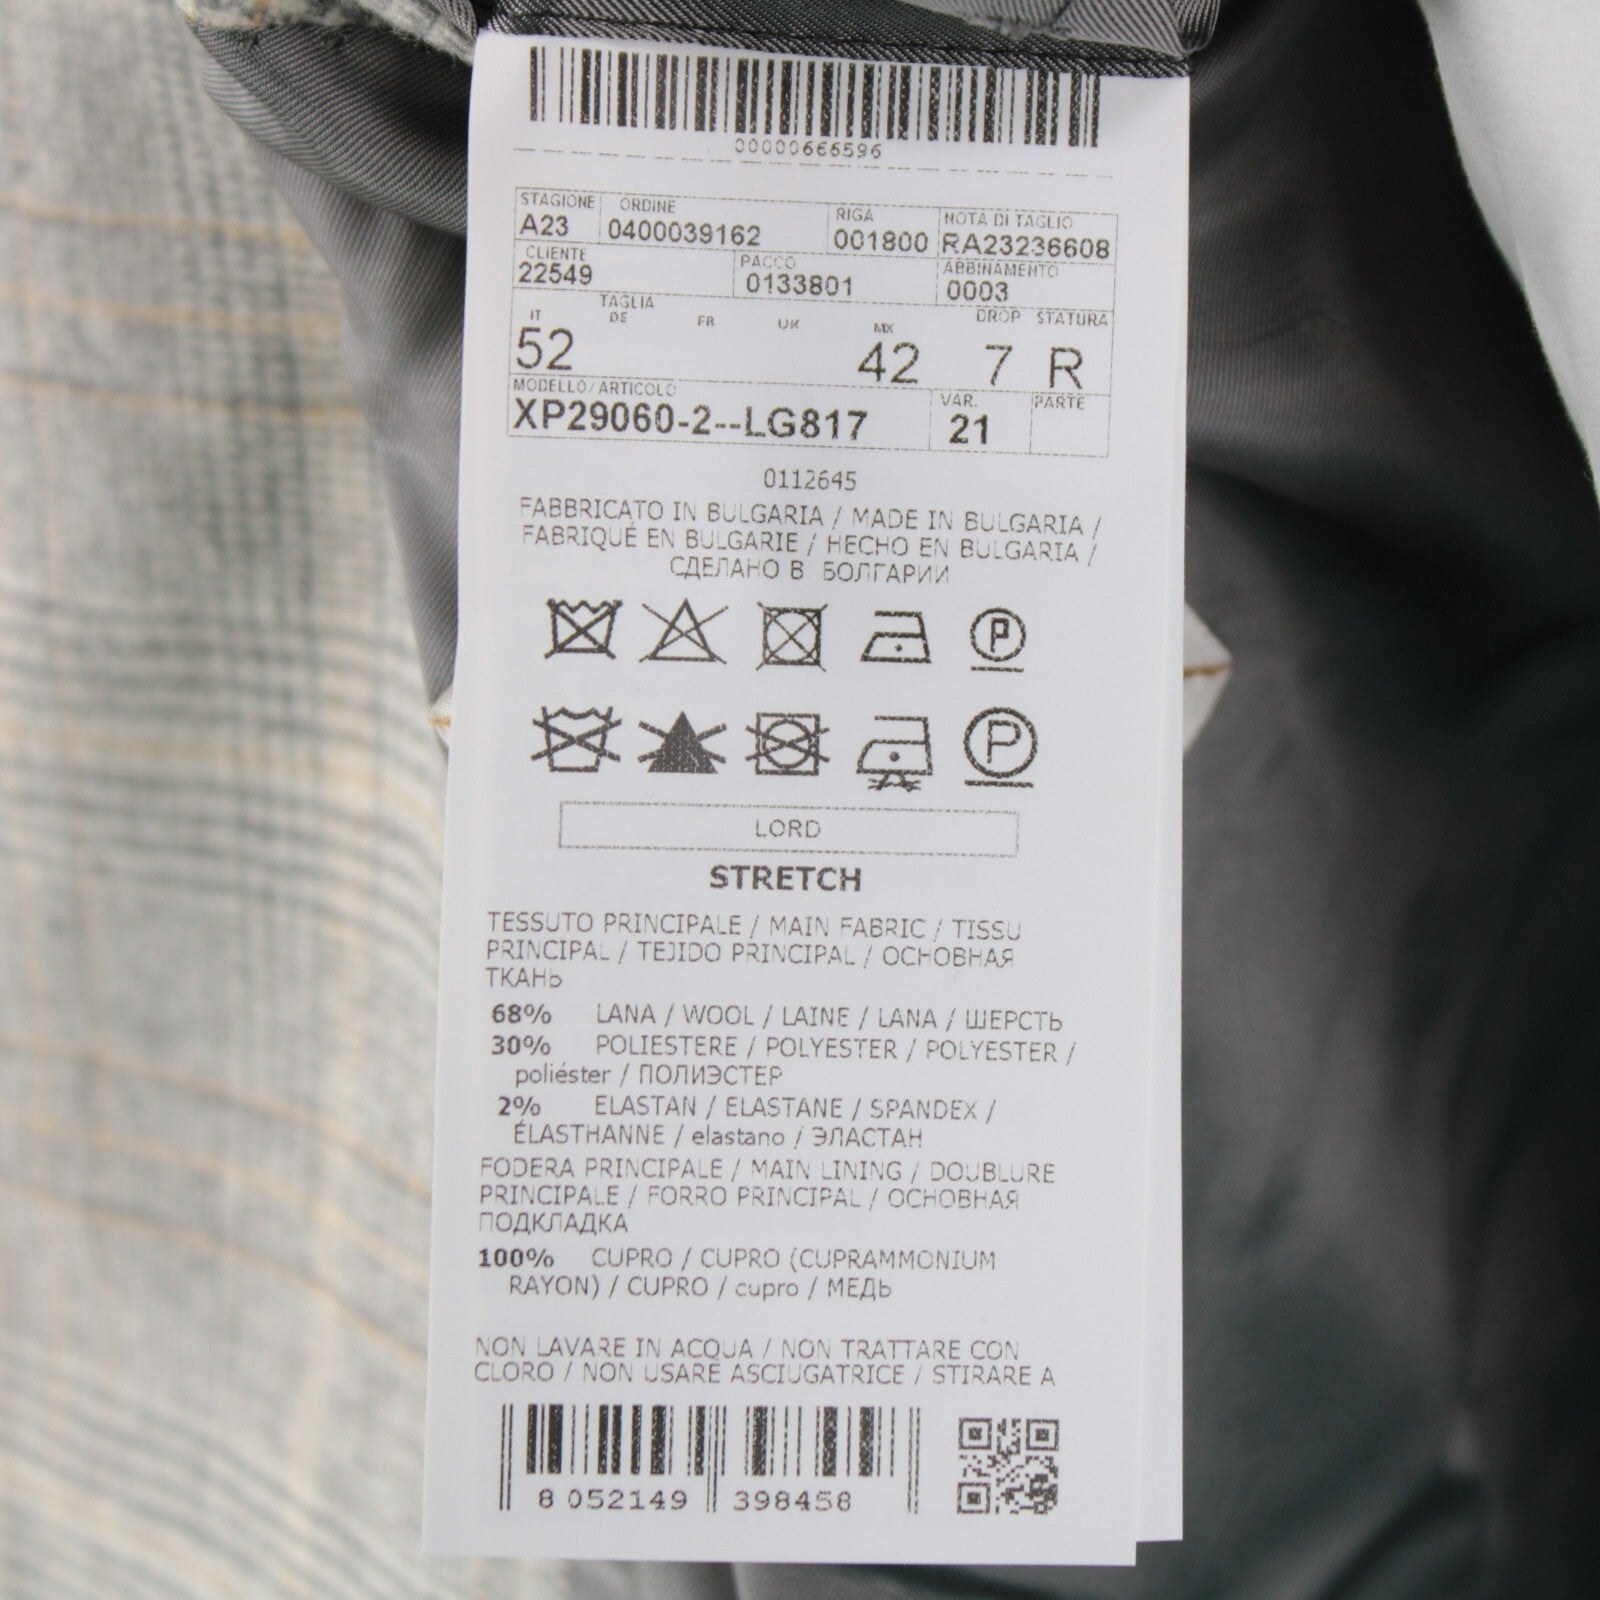 00000666596
STAGIONE ORDINE RIGA NOTA DI TAGLIO
A23 0400039162 001800 RA23236608
CLIENTE PACCO ABBINAMENTO
22549 0133801 0003
TAGLIA
IT DE FR UK MX DROP STATURA
52 42 7 R
MODELLO/ARTICOLO VAR. PARTE
XP29060-2--LG817 21
0112645
FABBRICATO IN BULGARIA / MADE IN BULGARIA /
FABRIQUÉ EN BULGARIE / HECHO EN BULGARIA /
СДЕЛАНО В БОЛГАРИИ
P
P
LORD
STRETCH
TESSUTO PRINCIPALE / MAIN FABRIC / TISSU
PRINCIPAL / TEJIDO PRINCIPAL / ОСНОВНАЯ
ТКАНЬ
68% LANA / WOOL / LAINE / LANA / ШЕРСТЬ
30% POLIESTERE / POLYESTER / POLYESTER /
poliéster / ПОЛИЭСТЕР
2% ELASTAN / ELASTANE / SPANDEX /
ÉLASTHANNE / elastano / ЭЛАСТАН
FODERA PRINCIPALE / MAIN LINING / DOUBLURE
PRINCIPALE / FORRO PRINCIPAL / ОСНОВНАЯ
ПОДКЛАДКА
100% CUPRO / CUPRO (CUPRAMMONIUM
RAYON) / CUPRO / cupro / МЕДЬ
NON LAVARE IN ACQUA / NON TRATTARE CON
CLORO / NON USARE ASCIUGATRICE / STIRARE A
8 052149 398458